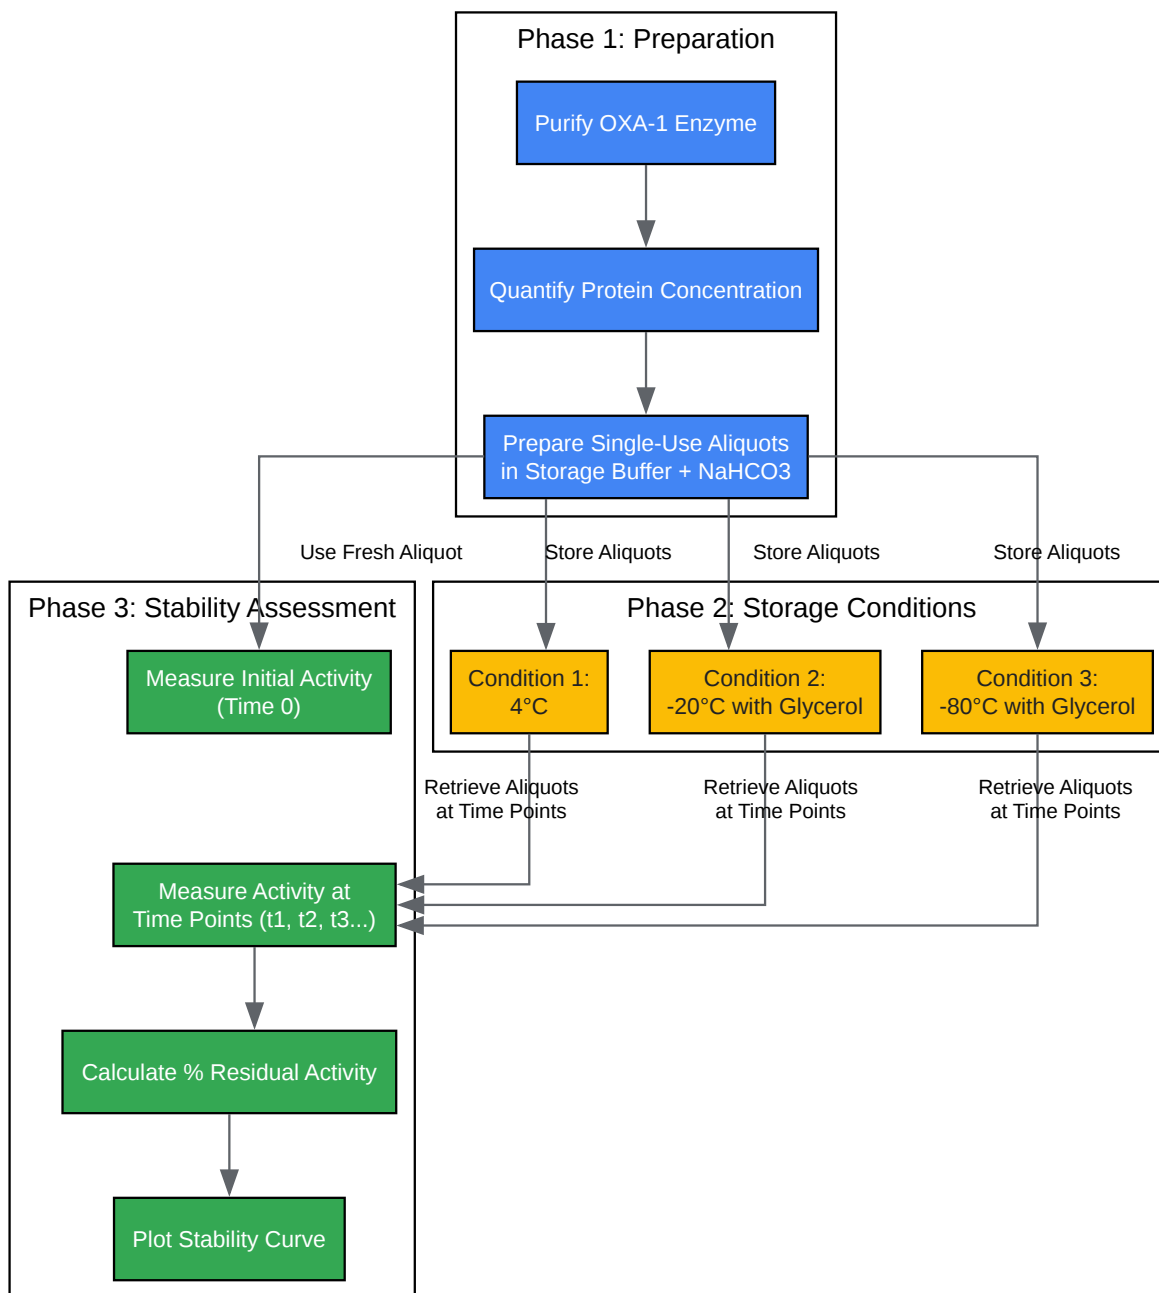 Phase 1: Preparation
Purify OXA-1 Enzyme
Quantify Protein Concentration
Prepare Single-Use Aliquots
in Storage Buffer + NaHCO3
Use Fresh Aliquot
Store Aliquots
Store Aliquots
Store Aliquots
Phase 3: Stability Assessment
Phase 2: Storage Conditions
Measure Initial Activity
(Time 0)
Condition 1:
4°C
Condition 2:
-20°C with Glycerol
Condition 3:
-80°C with Glycerol
Retrieve Aliquots
at Time Points
Retrieve Aliquots
at Time Points
Retrieve Aliquots
at Time Points
Measure Activity at
Time Points (t1, t2, t3...)
Calculate % Residual Activity
Plot Stability Curve